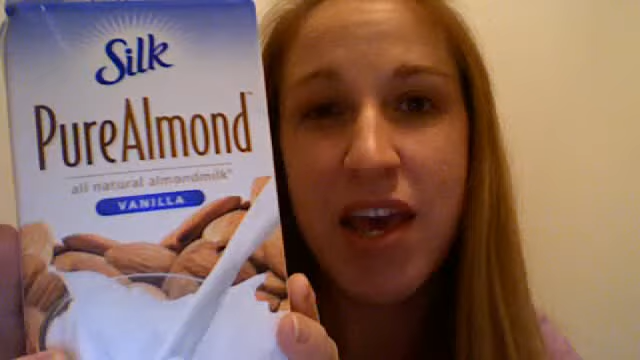 Silk
PureAlmond™
all natural almondmilk
VANILLA